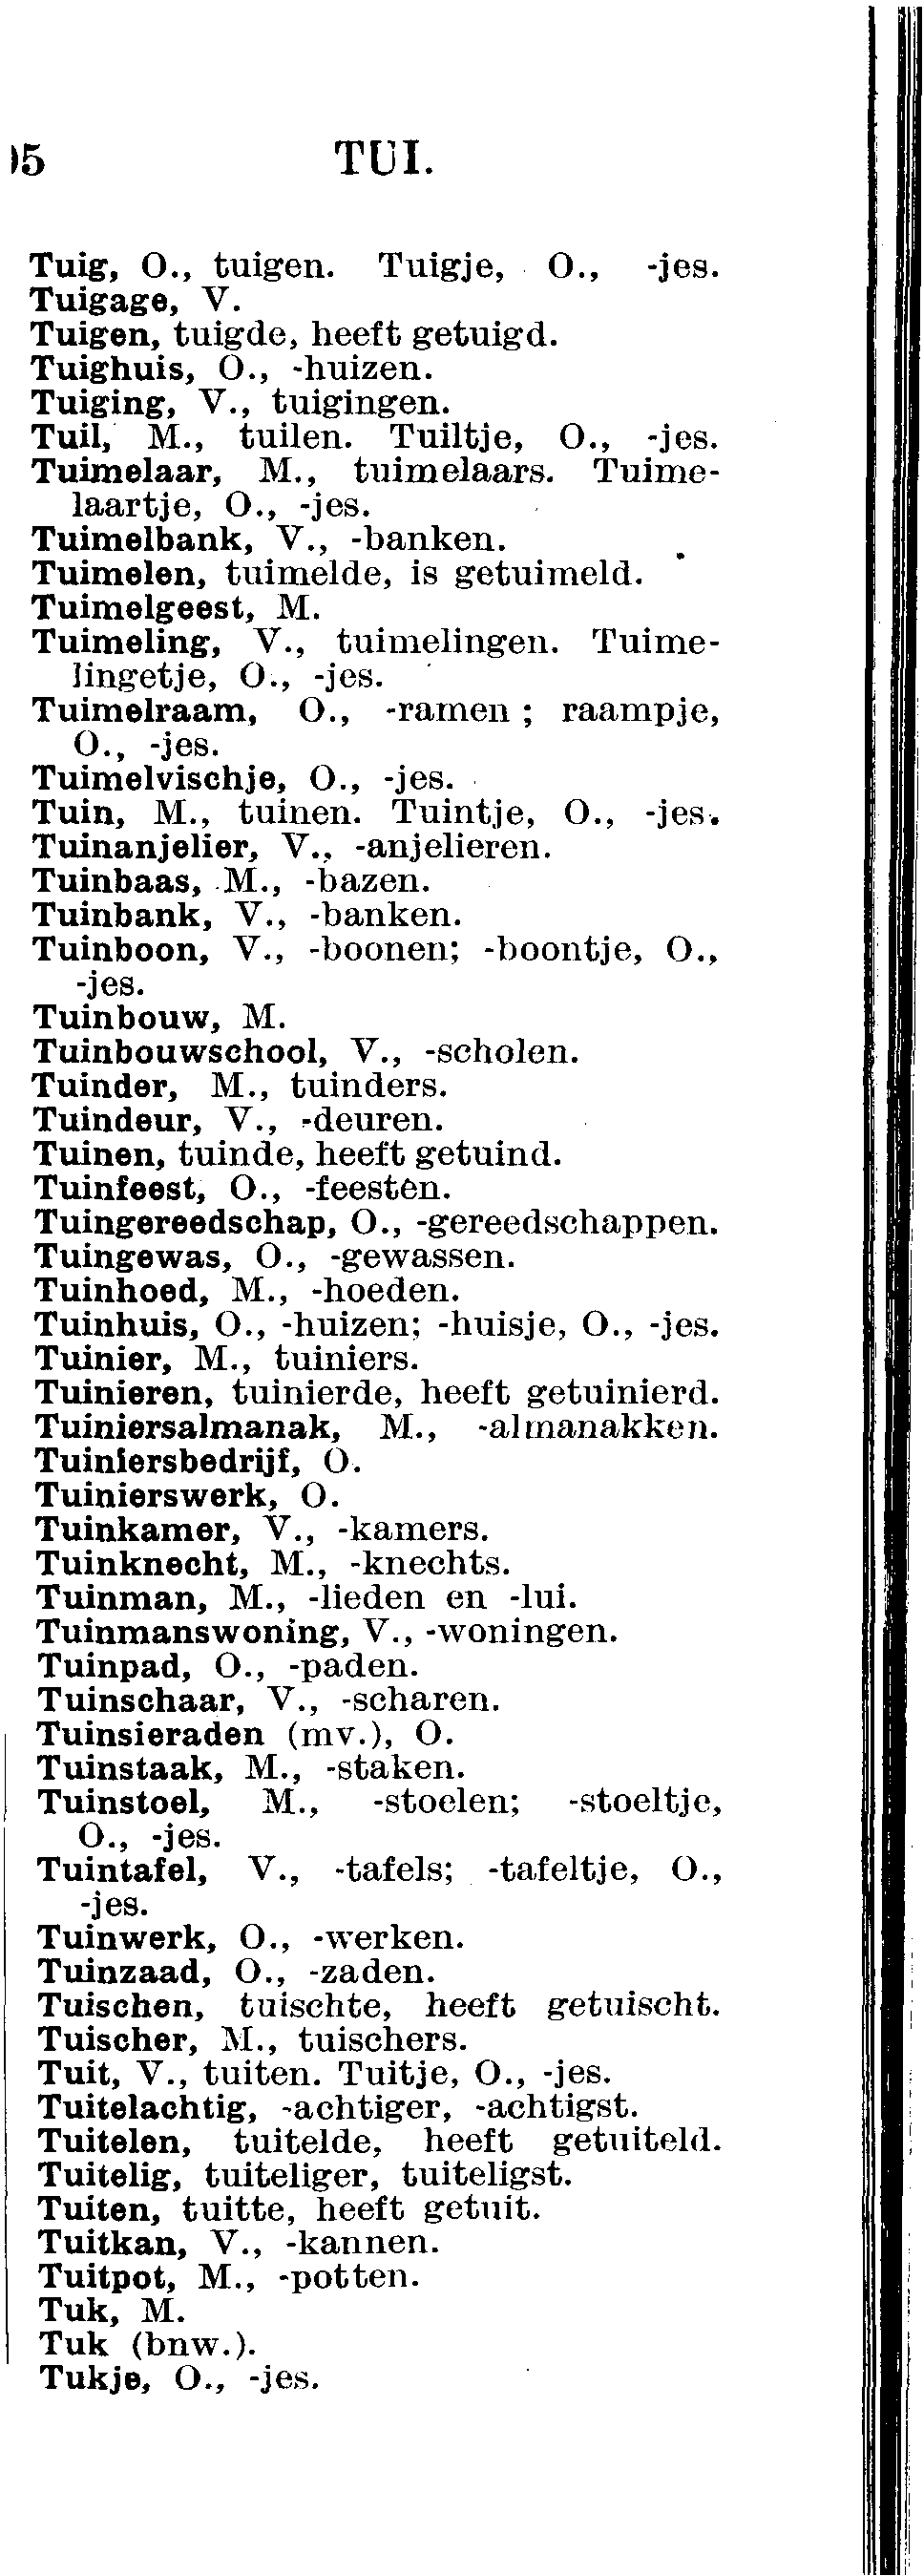 05 TUI.
Tuig, O., tuigen. Tuigje, O., -jes.
Tuigage, V.
Tuigen, tuigde, heeft getuigd.
Tuighuis, O., -huizen.
Tuiging, V., tuigingen.
Tuil, M., tuilen. Tuiltje, O., -jes.
Tuimelaar, M., tuimelaars. Tuime-
laartje, O., -jes.
Tuimelbank, V., -banken.
Tuimelen, tuimelde, is getuimeld.
Tuimelgeest, M.
Tuimeling, V., tuimelingen. Tuime-
lingetje, O., -jes.
Tuimelraam, O., -ramen ; raampje,
O., -jes.
Tuimelvischje, O., -jes.
Tuin, M., tuinen. Tuintje, O., -jes.
Tuinanjelier, V., -anjelieren.
Tuinbaas, M., -bazen.
Tuinbank, V., -banken.
Tuinboon, V., -boonen; -boontje, O.,
-jes.
Tuinbouw, M.
Tuinbouwschool, V., -scholen.
Tuinder, M., tuinders.
Tuindeur, V., -deuren.
Tuinen, tuinde, heeft getuind.
Tuinfeest, O., -feesten.
Tuingereedschap, O., -gereedschappen.
Tuingewas, O., -gewassen.
Tuinhoed, M., -hoeden.
Tuinhuis, O., -huizen; -huisje, O., -jes.
Tuinier, M., tuiniers.
Tuinieren, tuinierde, heeft getuinierd.
Tuiniersalmanak, M., -almanakken.
Tuiniersbedrijf, O.
Tuinierswerk, O.
Tuinkamer, V., -kamers.
Tuinknecht, M., -knechts.
Tuinman, M., -lieden en -lui.
Tuinmanswoning, V., -woningen.
Tuinpad, O., -paden.
Tuinschaar, V., -scharen.
Tuinsieraden (mv.), O.
Tuinstaak, M., -staken.
Tuinstoel, M., -stoelen; -stoeltje,
O., -jes.
Tuintafel, V., -tafels; -tafeltje, O.,
-jes.
Tuinwerk, O., -werken.
Tuinzaad, O., -zaden.
Tuischen, tuischte, heeft getuischt.
Tuischer, M., tuischers.
Tuit, V., tuiten. Tuitje, O., -jes.
Tuitelachtig, -achtiger, -achtigst.
Tuitelen, tuitelde, heeft getuiteld.
Tuitelig, tuiteliger, tuiteligst.
Tuiten, tuitte, heeft getuit.
Tuitkan, V., -kannen.
Tuitpot, M., -potten.
Tuk, M.
Tuk (bnw.).
Tukje, O., -jes.